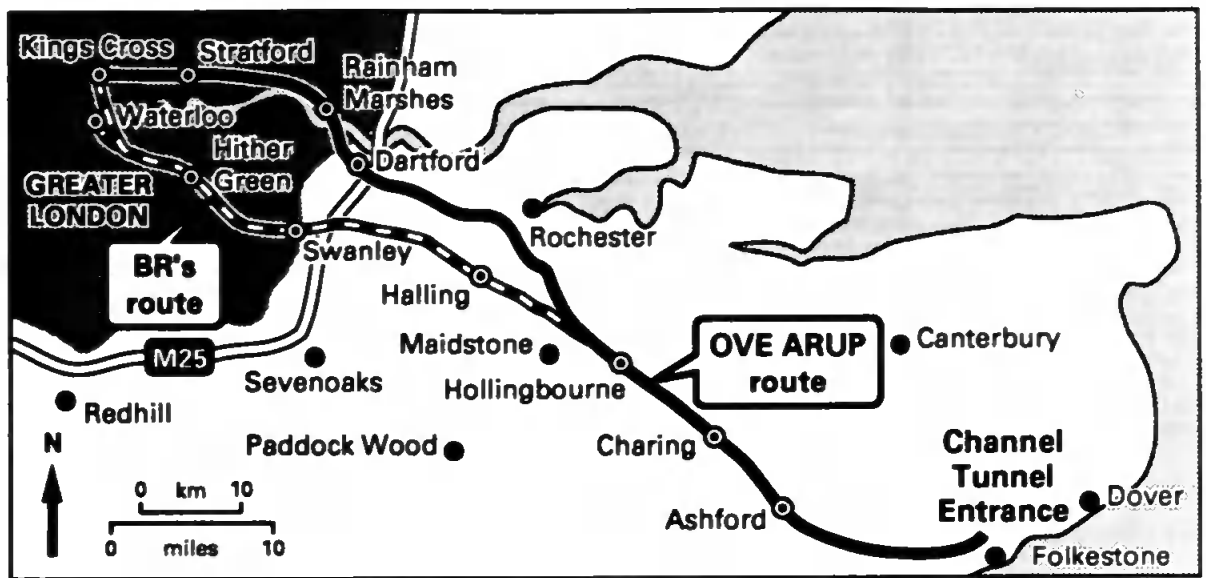 Kings Cross
Stratford
Rainham
Marshes
Waterloo
Hither
Green
Dartford
GREATER
LONDON
Rochester
Swanley
BR's
route
Halling
M25
Maidstone
OVE ARUP
route
Canterbury
Sevenoaks
Hollingbourne
Redhill
N
Paddock Wood
Charing
Channel
Tunnel
Entrance
0 km 10
Dover
Ashford
0 miles 10
Folkestone